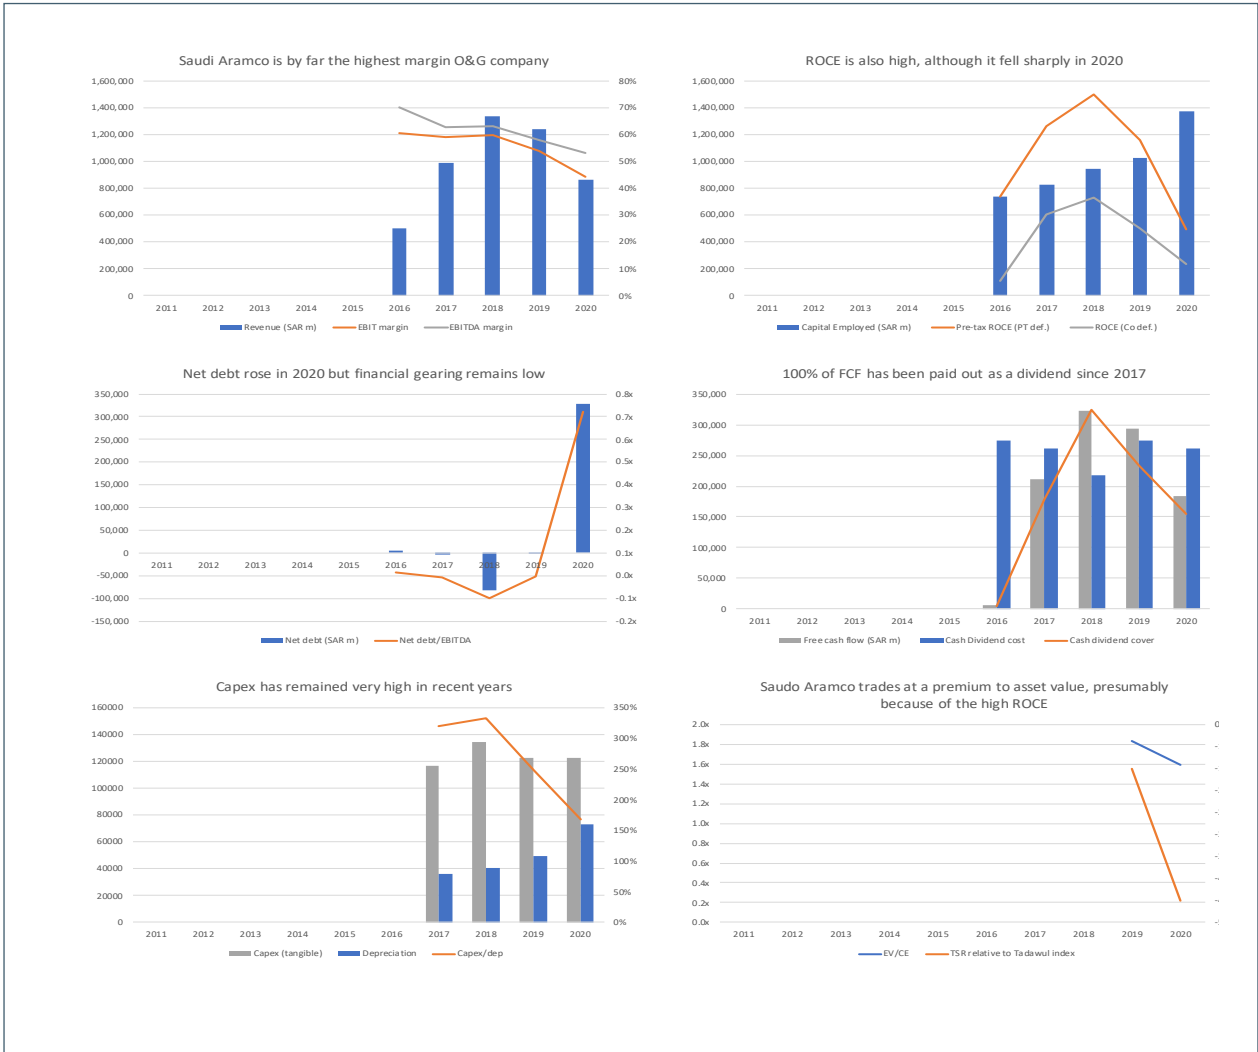 Saudi Aramco is by far the highest margin O&G company
1,600,000
1,400,000
1,200,000
1,000,000
800,000
600,000
400,000
200,000
0
80%
70%
60%
50%
40%
30%
20%
10%
0%
2011 2012 2013 2014 2015 2016 2017 2018 2019 2020
Revenue (SAR m) EBIT margin EBITDA margin
ROCE is also high, although it fell sharply in 2020
1,600,000
1,400,000
1,200,000
1,000,000
800,000
600,000
400,000
200,000
0
2011 2012 2013 2014 2015 2016 2017 2018 2019 2020
Capital Employed (SAR m) Pre-tax ROCE (PT def.) ROCE (Co def.)
Net debt rose in 2020 but financial gearing remains low
350,000
300,000
250,000
200,000
150,000
100,000
50,000
0
-50,000
-100,000
-150,000
0.8x
0.7x
0.6x
0.5x
0.4x
0.3x
0.2x
0.1x
0.0x
-0.1x
-0.2x
2011 2012 2013 2014 2015 2016 2017 2018 2019 2020
Net debt (SAR m) Net debt/EBITDA
100% of FCF has been paid out as a dividend since 2017
350,000
300,000
250,000
200,000
150,000
100,000
50,000
0
2011 2012 2013 2014 2015 2016 2017 2018 2019 2020
Free cash flow (SAR m) Cash Dividend cost Cash dividend cover
Capex has remained very high in recent years
160000
140000
120000
100000
80000
60000
40000
20000
0
350%
300%
250%
200%
150%
100%
50%
0%
2011 2012 2013 2014 2015 2016 2017 2018 2019 2020
Capex (tangible) Depreciation Capex/dep
Saudo Aramco trades at a premium to asset value, presumably
because of the high ROCE
2.0x
1.8x
1.6x
1.4x
1.2x
1.0x
0.8x
0.6x
0.4x
0.2x
0.0x
2011 2012 2013 2014 2015 2016 2017 2018 2019 2020
EV/CE TSR relative to Tadawul index